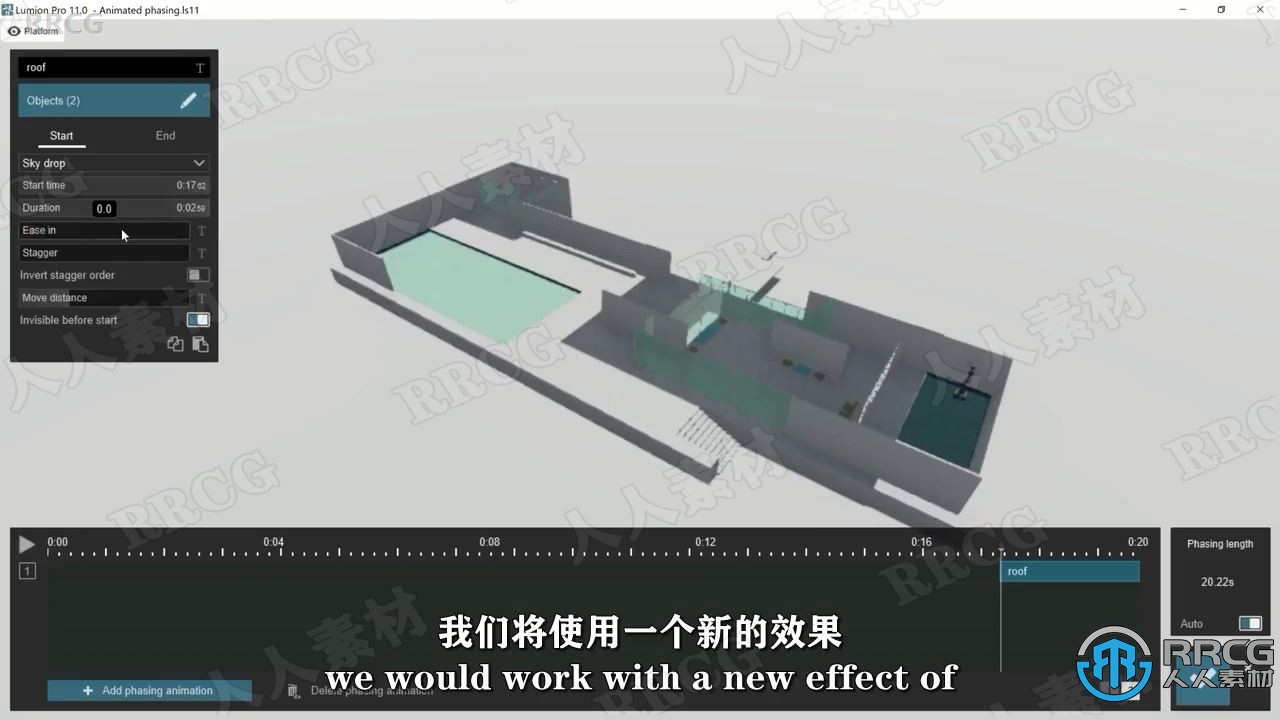 Lumion Pro 11.0 - Animated phasing.ls11
Platform
roof
Objects (2)
Start End
Sky drop
Start time 0:17 62
Duration 0.0 0:02 59
Ease in
Stagger
Invert stagger order
Move distance
Invisible before start
0:00 0:04 0:08 0:12 0:16 0:20
1
roof
Phasing length
20.22s
Auto
Add phasing animation
Delete phasing animation
我们将使用一个新的效果
we would work with a new effect of
RRCG
人人素材